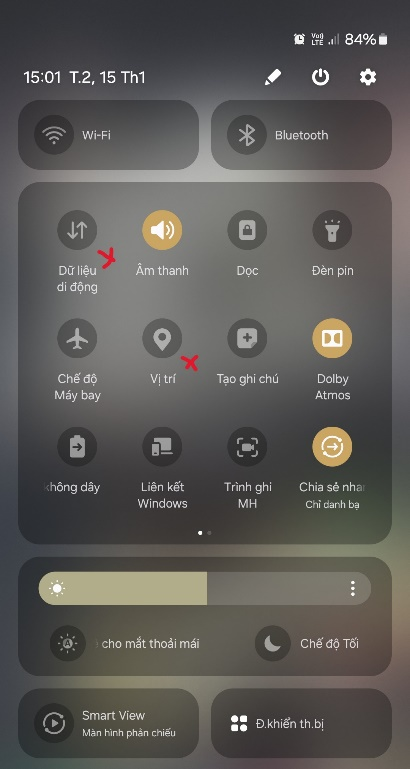 Vo))
LTE
84%
15:01 T.2, 15 Th1
Wi-Fi
Bluetooth
Dữ liệu
di động
Âm thanh
Dọc
Đèn pin
Chế độ
Máy bay
Vị trí
Tạo ghi chú
Dolby
Atmos
không dây
Liên kết
Windows
Trình ghi
MH
Chia sẻ nha
Chỉ danh bạ
cho mắt thoải mái
Chế độ Tối
Smart View
Màn hình phản chiếu
Đ.khiển th.bị